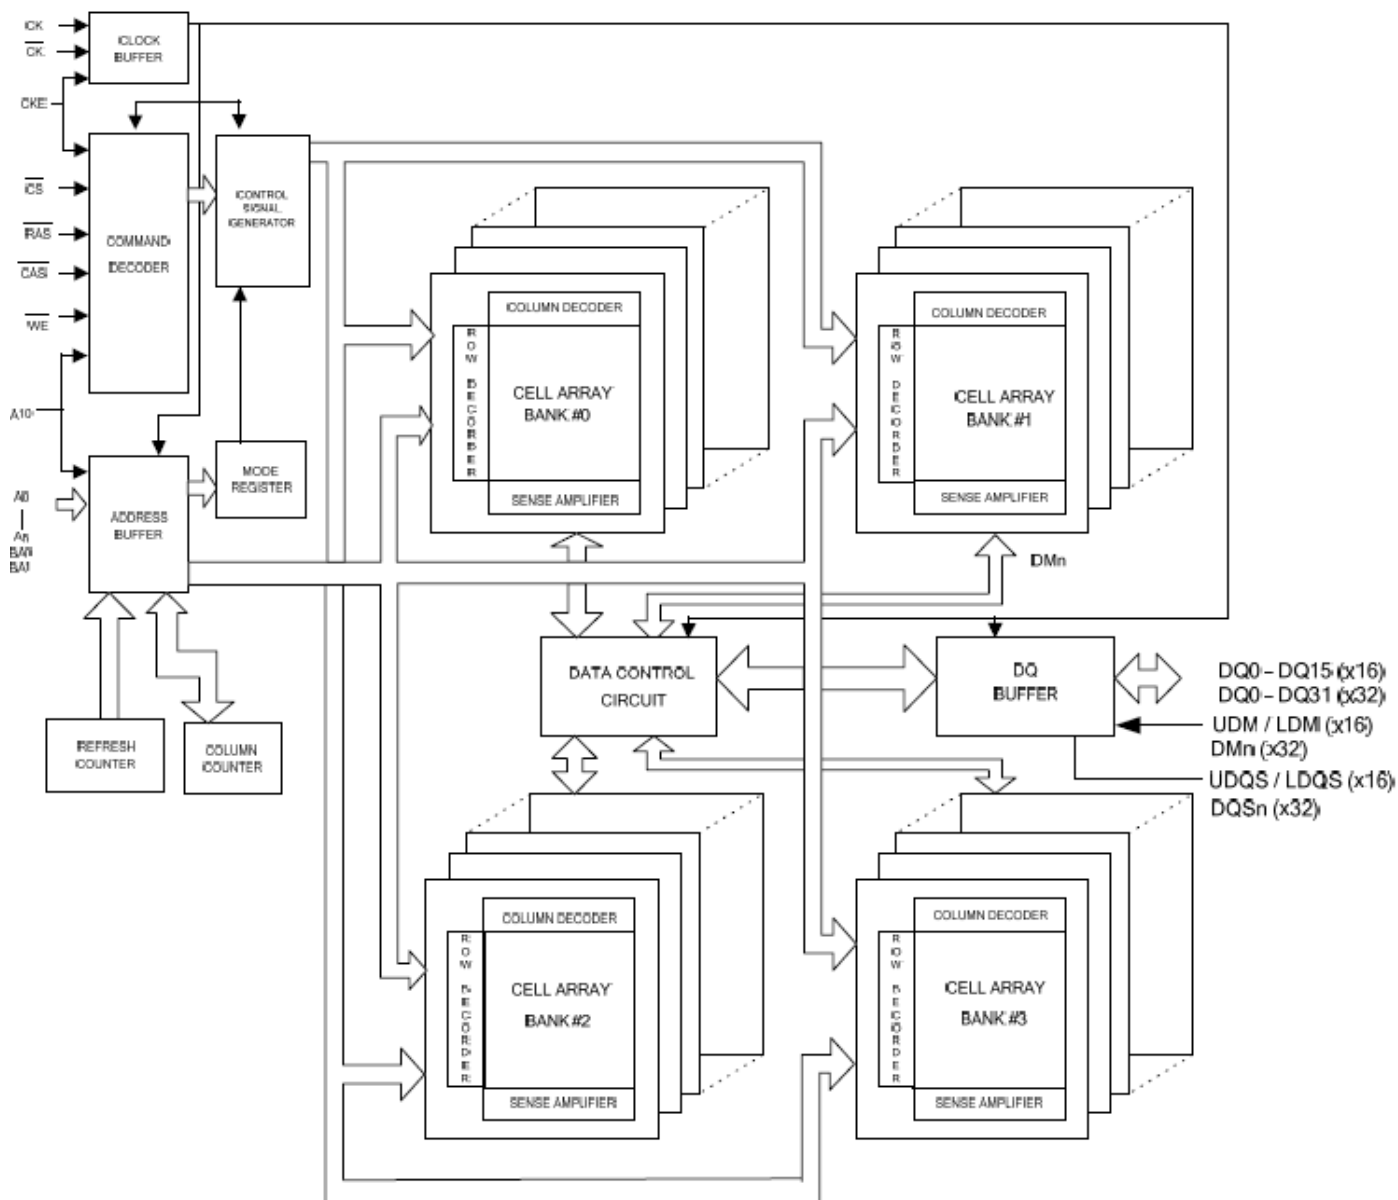 CK
CK
CKE
CS
RAS
CAS
WE
A10
A0
An
BA0
BA1
CLOCK
BUFFER
COMMAND
DECODER
CONTROL
SIGNAL
GENERATOR
MODE
REGISTER
ADDRESS
BUFFER
REFRESH
COUNTER
COLUMN
COUNTER
COLUMN DECODER
ROW DECORDER
CELL ARRAY
BANK #0
SENSE AMPLIFIER
COLUMN DECODER
ROW DECORDER
CELL ARRAY
BANK #1
SENSE AMPLIFIER
DMn
DATA CONTROL
CIRCUIT
DQ
BUFFER
DQ0 – DQ15 (x16)
DQ0 – DQ31 (x32)
UDM / LDM (x16)
DMn (x32)
UDQS / LDQS (x16)
DQSn (x32)
COLUMN DECODER
ROW DECORDER
CELL ARRAY
BANK #2
SENSE AMPLIFIER
COLUMN DECODER
ROW DECORDER
CELL ARRAY
BANK #3
SENSE AMPLIFIER